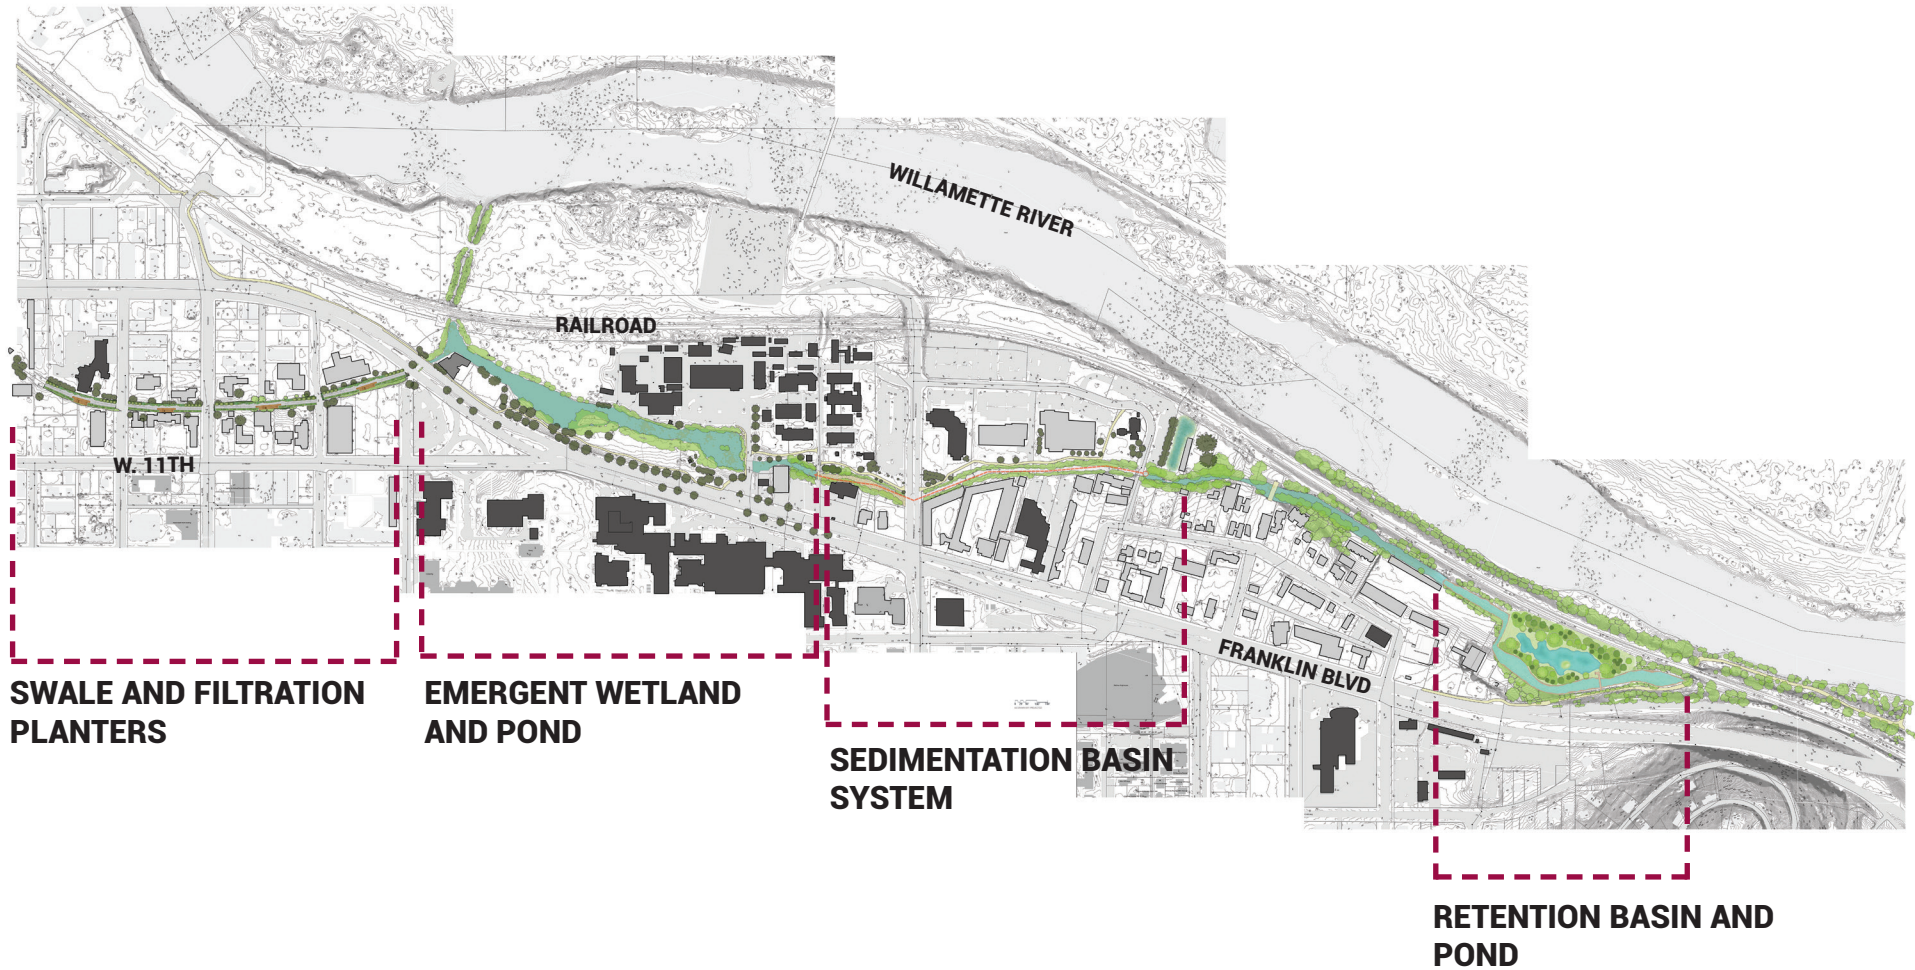 WILLAMETTE RIVER
RAILROAD
W. 11TH
FRANKLIN BLVD
SWALE AND FILTRATION
PLANTERS
EMERGENT WETLAND
AND POND
SEDIMENTATION BASIN
SYSTEM
RETENTION BASIN AND
POND